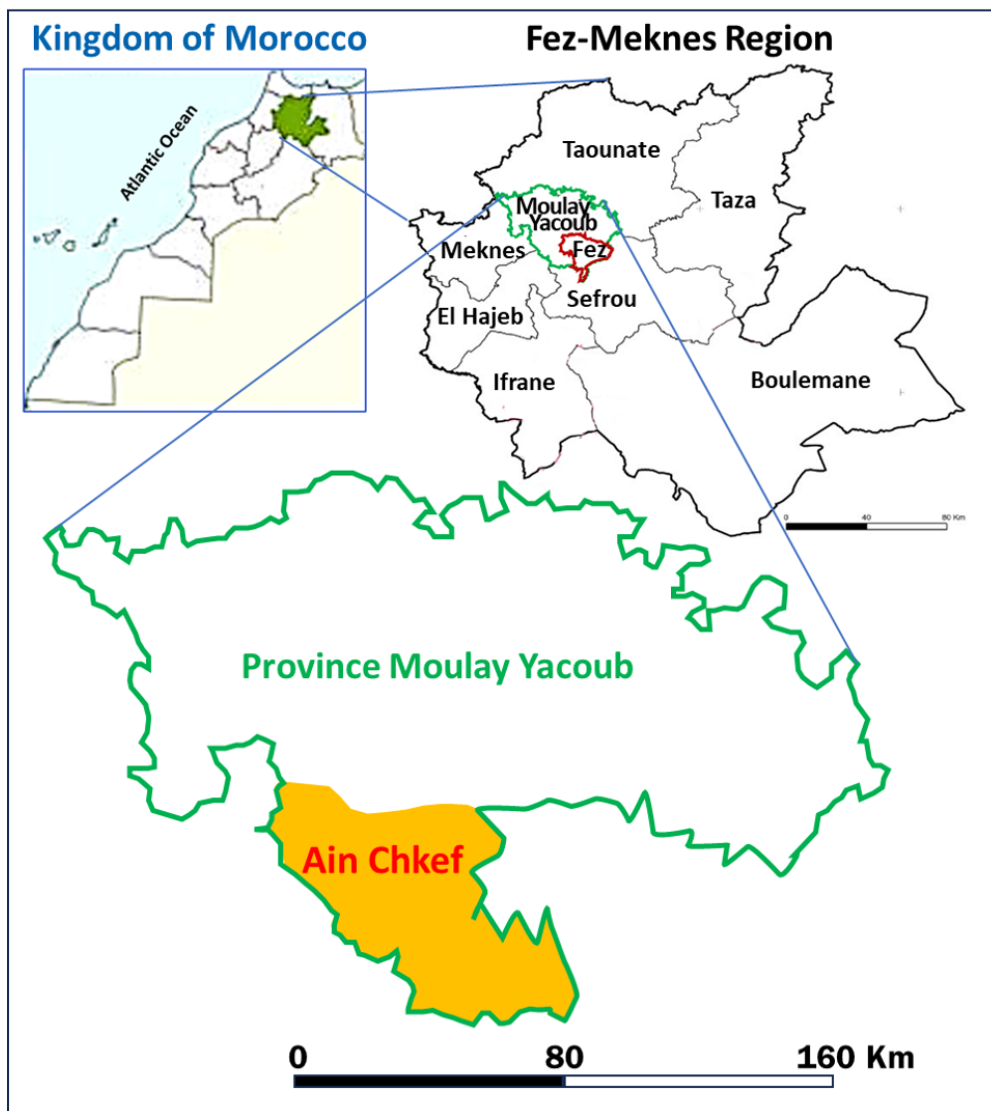 Kingdom of Morocco
Fez-Meknes Region
Atlantic Ocean
Taounate
Taza
Moulay
Yacoub
Fez
Meknes
Sefrou
El Hajeb
Ifrane
Boulemane
0 40 80 Km
Province Moulay Yacoub
Ain Chkef
0 80 160 Km